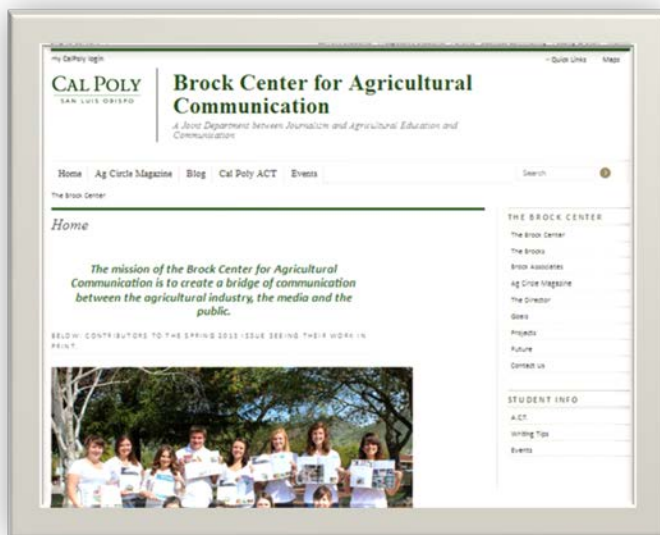 my CalPoly login
Quick Links Maps
CAL POLY
SAN LUIS OBISPO
Brock Center for Agricultural
Communication
A Joint Department between Journalism and Agricultural Education and
Communication
Home Ag Circle Magazine Blog Cal Poly ACT Events
Search
The Brock Center
Home
The mission of the Brock Center for Agricultural
Communication is to create a bridge of communication
between the agricultural industry, the media and the
public.
BELOW: CONTRIBUTORS TO THE SPRING 2013 ISSUE SEEING THEIR WORK IN
PRINT.
THE BROCK CENTER
The Brock Center
The Brocks
Brock Associates
Ag Circle Magazine
The Director
Goals
Projects
Future
Contact Us
STUDENT INFO
A.C.T.
Writing Tips
Events